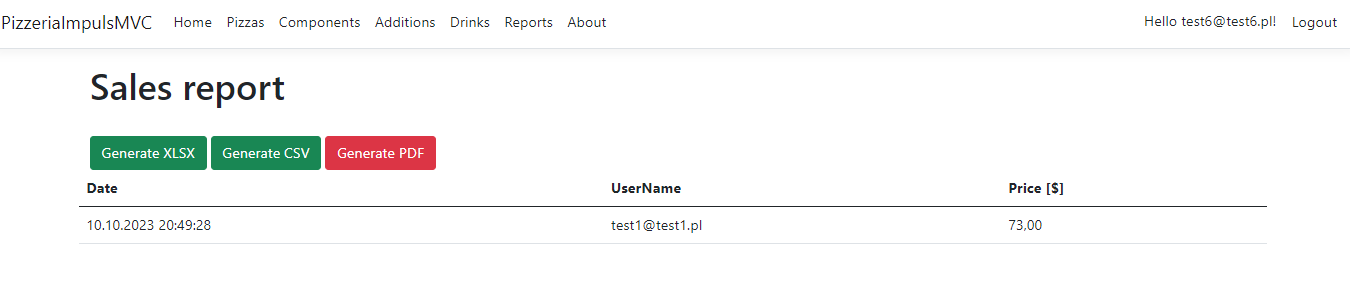 PizzeriaImpulsMVC Home Pizzas Components Additions Drinks Reports About Hello test6@test6.pl! Logout
Sales report
Generate XLSX Generate CSV Generate PDF
Date UserName Price [$]
10.10.2023 20:49:28 test1@test1.pl 73,00